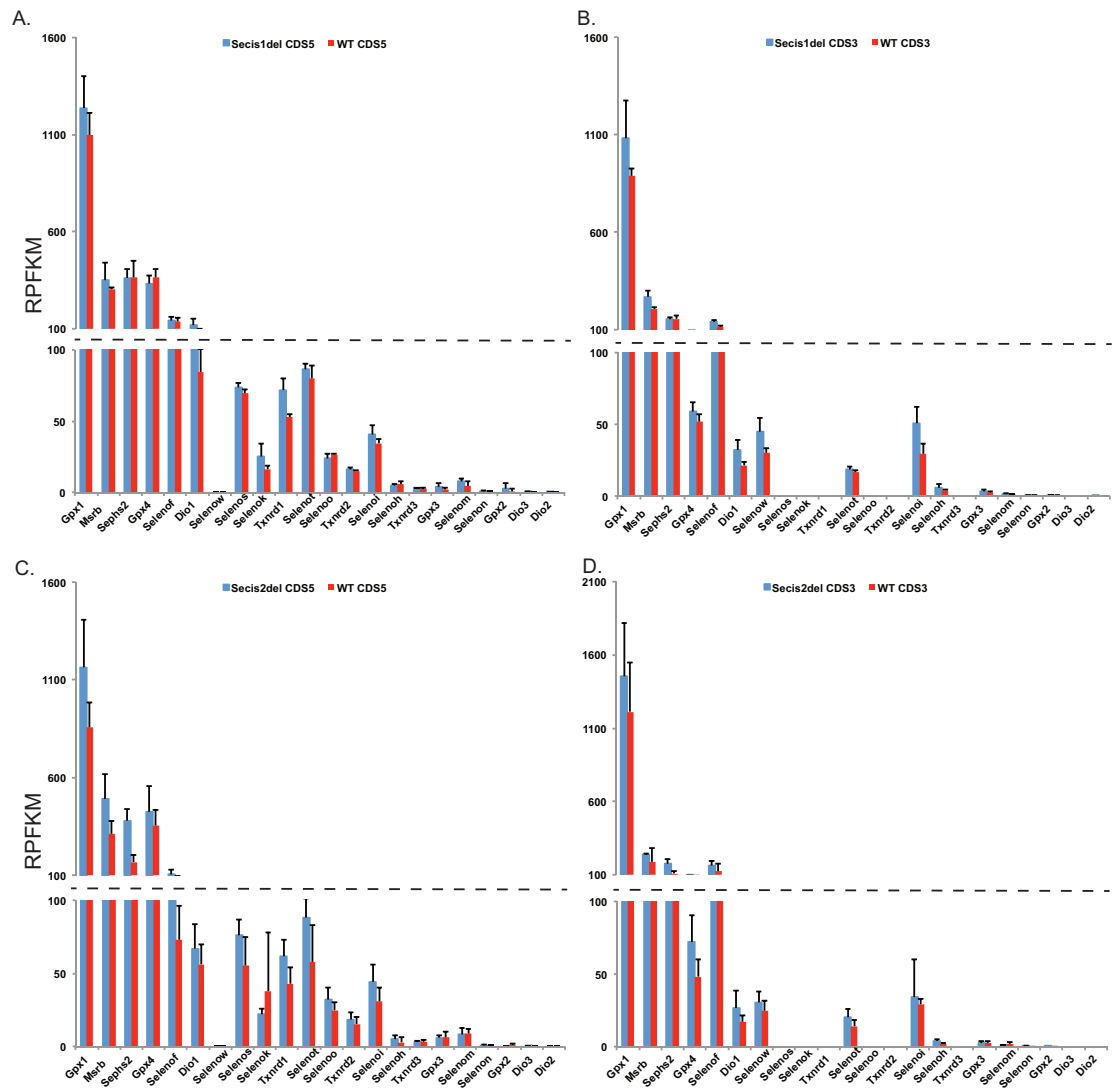 A.
Secis1del CDS5 WT CDS5
1600
1100
600
100
RPFKM
100
50
0
Gpx1 Msrb Sephs2 Gpx4 Selenof Dio1 Selenow Selenos Selenok Txnrd1 Selenot Selenoo Txnrd2 Selenoi Selenoh Txnrd3 Gpx3 Selenom Selenon Gpx2 Dio3 Dio2
B.
Secis1del CDS3 WT CDS3
1600
1100
600
100
100
50
0
Gpx1 Msrb Sephs2 Gpx4 Selenof Dio1 Selenow Selenos Selenok Txnrd1 Selenot Selenoo Txnrd2 Selenoi Selenoh Txnrd3 Gpx3 Selenom Selenon Gpx2 Dio3 Dio2
C.
Secis2del CDS5 WT CDS5
1600
1100
600
100
RPFKM
100
50
0
Gpx1 Msrb Sephs2 Gpx4 Selenof Dio1 Selenow Selenos Selenok Txnrd1 Selenot Selenoo Txnrd2 Selenoi Selenoh Txnrd3 Gpx3 Selenom Selenon Gpx2 Dio3 Dio2
D.
Secis2del CDS3 WT CDS3
2100
1600
1100
600
100
100
50
0
Gpx1 Msrb Sephs2 Gpx4 Selenof Dio1 Selenow Selenos Selenok Txnrd1 Selenot Selenoo Txnrd2 Selenoi Selenoh Txnrd3 Gpx3 Selenom Selenon Gpx2 Dio3 Dio2